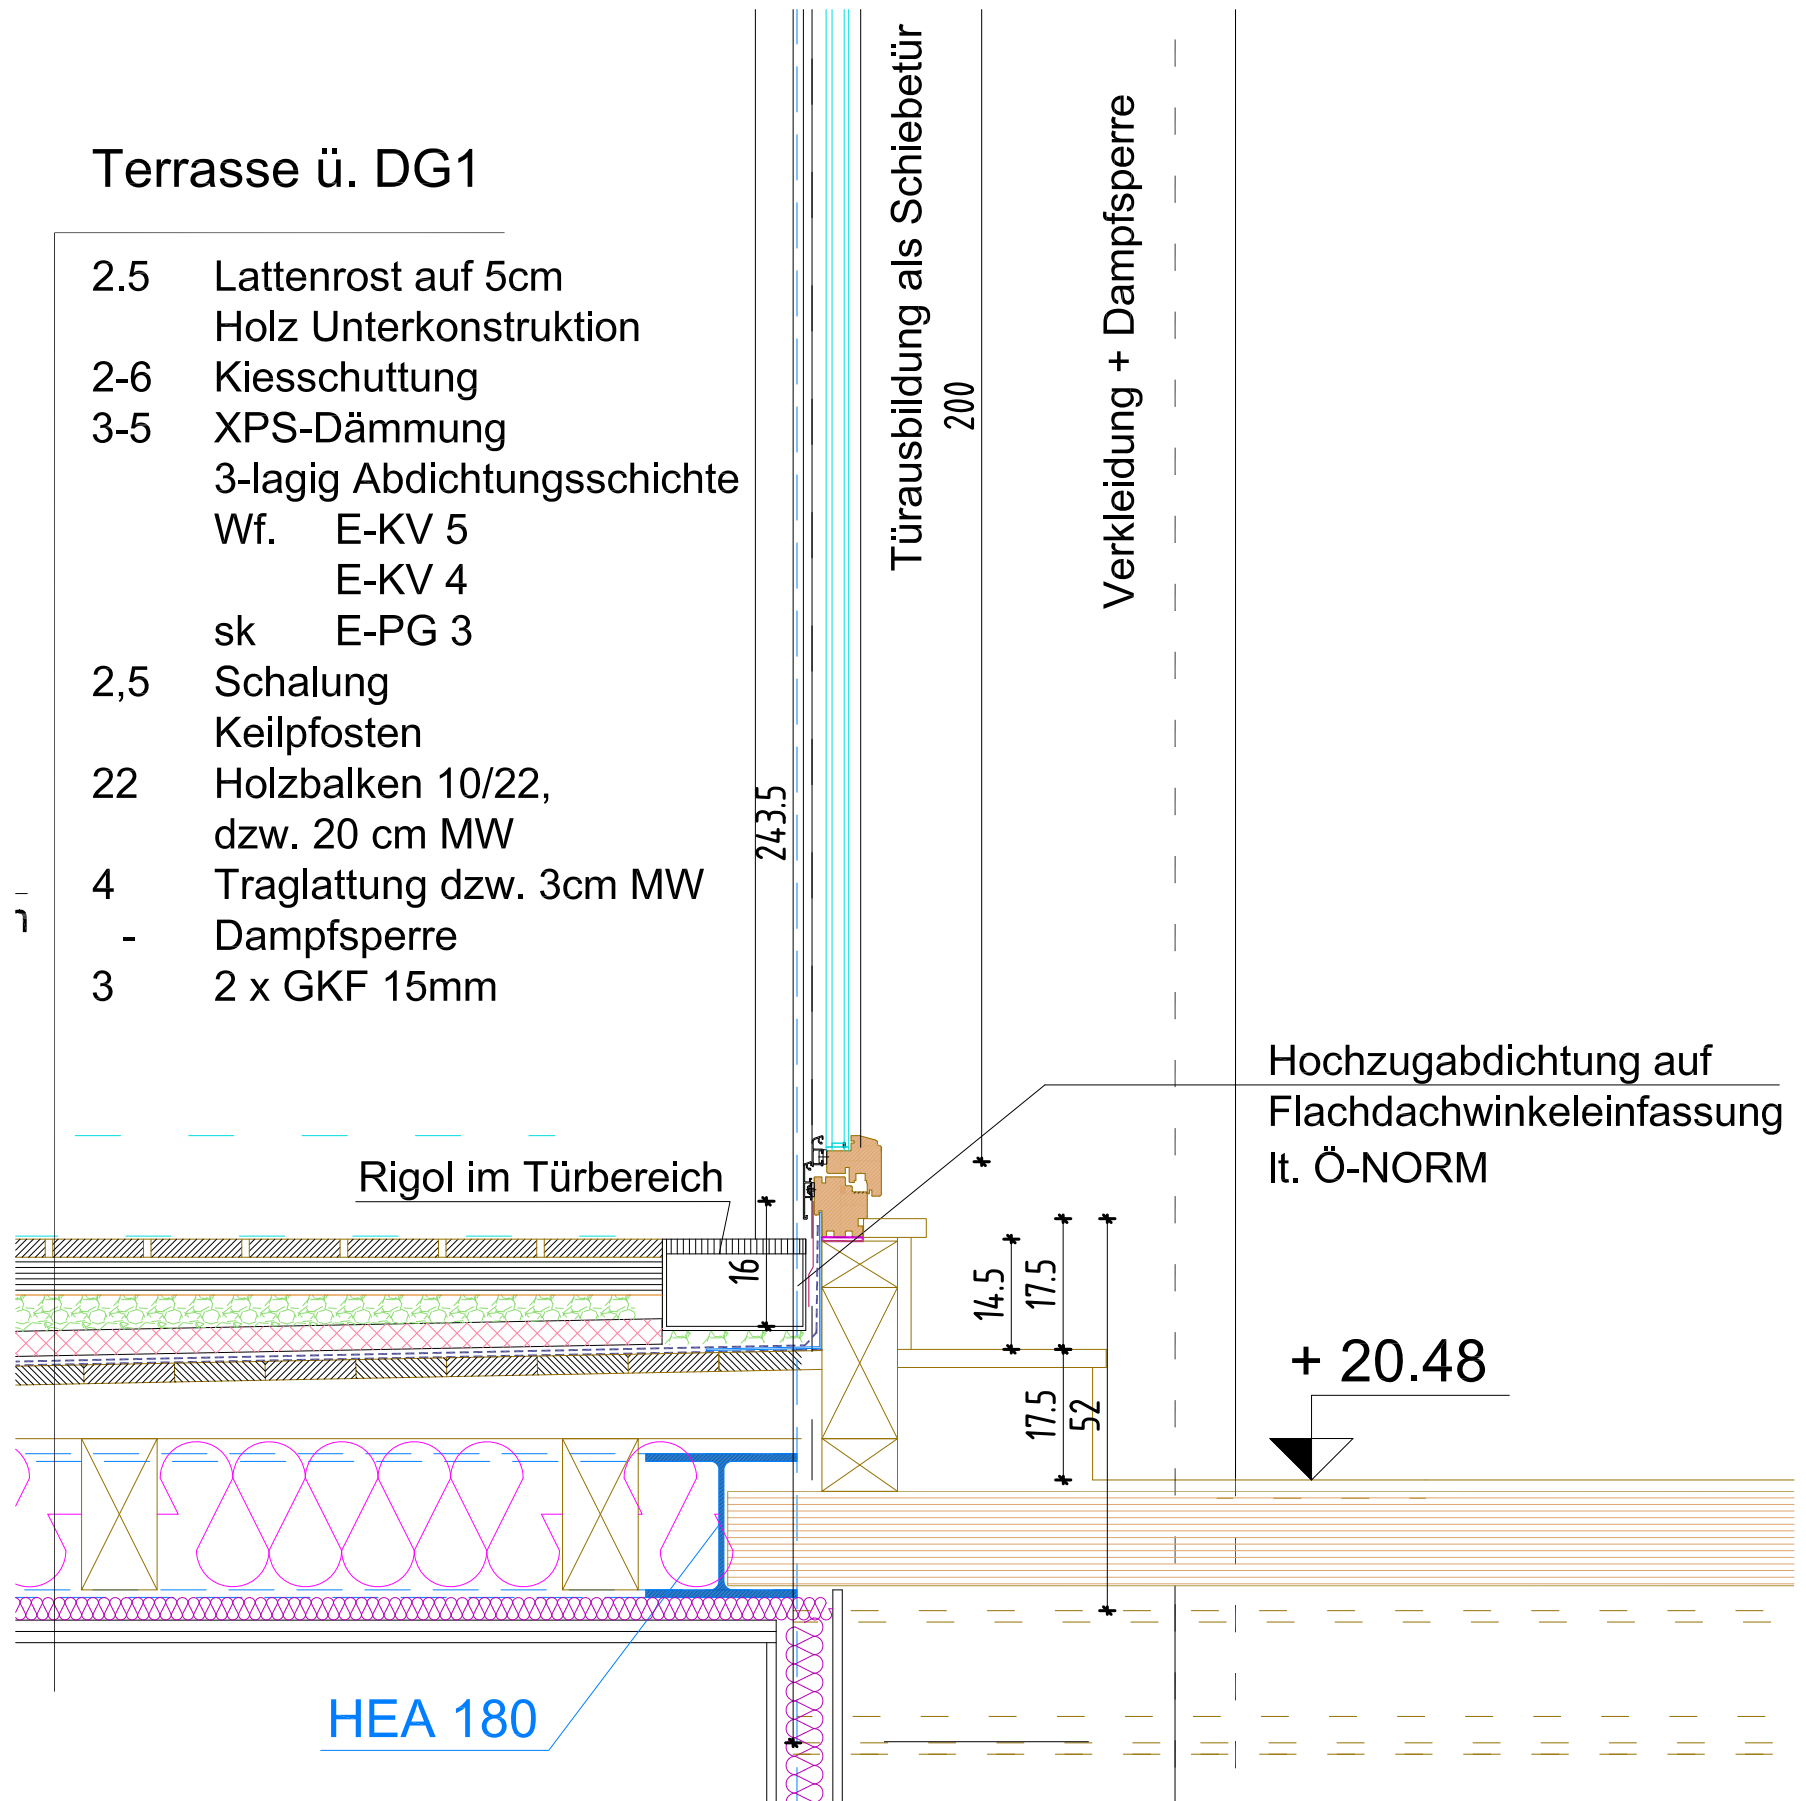 Terrasse ü. DG1
2.5 Lattenrost auf 5cm
Holz Unterkonstruktion
2-6 Kiesschuttung
3-5 XPS-Dämmung
3-lagig Abdichtungsschichte
Wf. E-KV 5
E-KV 4
sk E-PG 3
2,5 Schalung
Keilpfosten
22 Holzbalken 10/22,
dzw. 20 cm MW
4 Traglattung dzw. 3cm MW
- Dampfsperre
3 2 x GKF 15mm
Türausbildung als Schiebetür
200
Verkleidung + Dampfsperre
243.5
Hochzugabdichtung auf
Flachdachwinkeleinfassung
lt. Ö-NORM
Rigol im Türbereich
16
14.5
17.5
17.5
52
+ 20.48
HEA 180